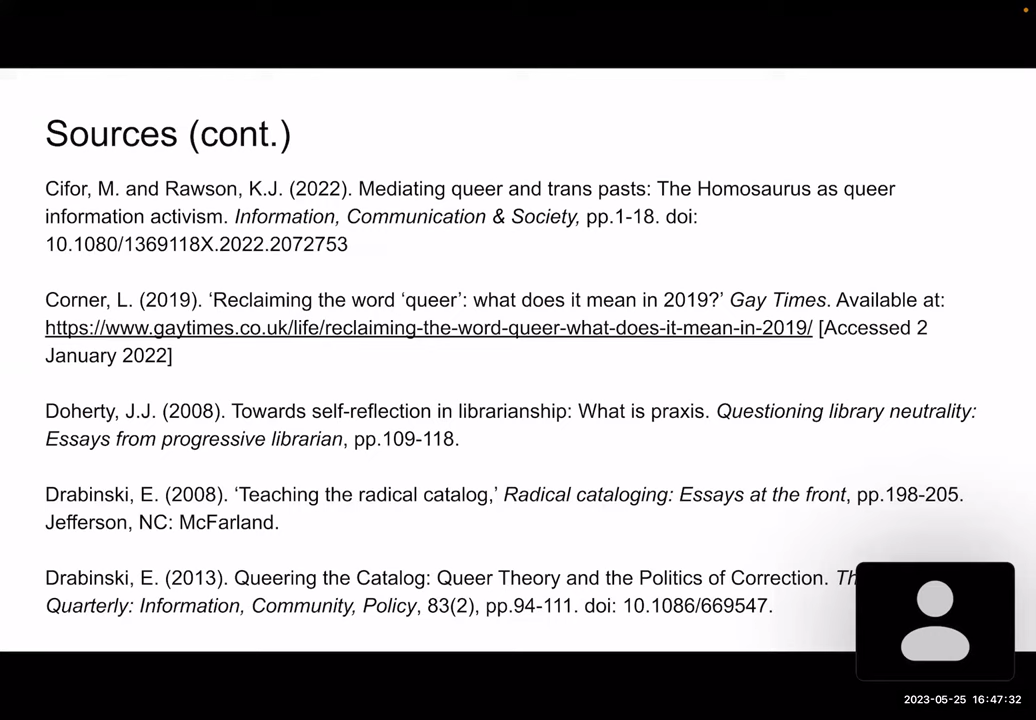 Sources (cont.)
Cifor, M. and Rawson, K.J. (2022). Mediating queer and trans pasts: The Homosaurus as queer
information activism. Information, Communication & Society, pp.1-18. doi:
10.1080/1369118X.2022.2072753
Corner, L. (2019). ‘Reclaiming the word ‘queer’: what does it mean in 2019?’ Gay Times. Available at:
https://www.gaytimes.co.uk/life/reclaiming-the-word-queer-what-does-it-mean-in-2019/ [Accessed 2
January 2022]
Doherty, J.J. (2008). Towards self-reflection in librarianship: What is praxis. Questioning library neutrality:
Essays from progressive librarian, pp.109-118.
Drabinski, E. (2008). ‘Teaching the radical catalog,’ Radical cataloging: Essays at the front, pp.198-205.
Jefferson, NC: McFarland.
Drabinski, E. (2013). Queering the Catalog: Queer Theory and the Politics of Correction.
Quarterly: Information, Community, Policy, 83(2), pp.94-111. doi: 10.1086/669547.
2023-05-25 16:47:32